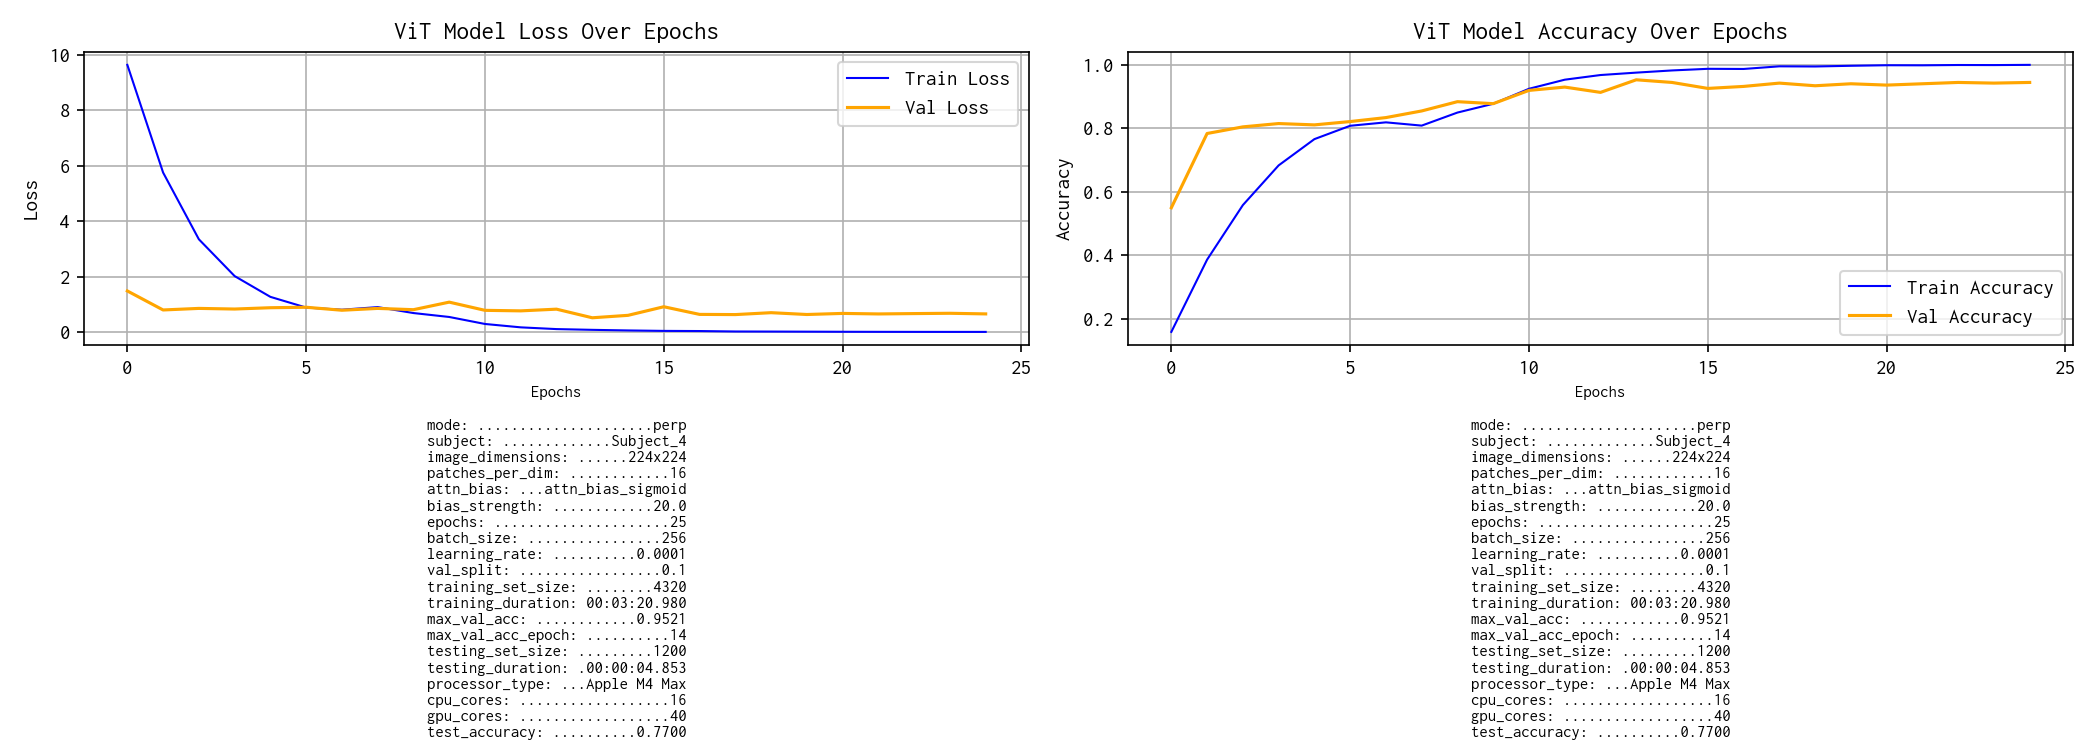 ViT Model Loss Over Epochs
10
8
6
4
2
0
Loss
Train Loss
Val Loss
0 5 10 15 20 25
Epochs
mode: .....................perp
subject: .............Subject_4
image_dimensions: ......224x224
patches_per_dim: ............16
attn_bias: ...attn_bias_sigmoid
bias_strength: ............20.0
epochs: .....................25
batch_size: ................256
learning_rate: ..........0.0001
val_split: .................0.1
training_set_size: ........4320
training_duration: 00:03:20.980
max_val_acc: ............0.9521
max_val_acc_epoch: ..........14
testing_set_size: .........1200
testing_duration: .00:00:04.853
processor_type: ...Apple M4 Max
cpu_cores: ..................16
gpu_cores: ..................40
test_accuracy: ..........0.7700
ViT Model Accuracy Over Epochs
1.0
0.8
0.6
0.4
0.2
Accuracy
Train Accuracy
Val Accuracy
0 5 10 15 20 25
Epochs
mode: .....................perp
subject: .............Subject_4
image_dimensions: ......224x224
patches_per_dim: ............16
attn_bias: ...attn_bias_sigmoid
bias_strength: ............20.0
epochs: .....................25
batch_size: ................256
learning_rate: ..........0.0001
val_split: .................0.1
training_set_size: ........4320
training_duration: 00:03:20.980
max_val_acc: ............0.9521
max_val_acc_epoch: ..........14
testing_set_size: .........1200
testing_duration: .00:00:04.853
processor_type: ...Apple M4 Max
cpu_cores: ..................16
gpu_cores: ..................40
test_accuracy: ..........0.7700